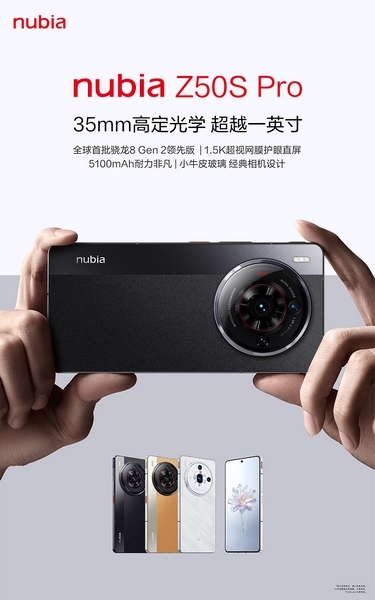 nubia
nubia Z50S Pro
35mm高定光学 超越一英寸
全球首批骁龙8 Gen 2领先版 | 1.5K超视网膜护眼直屏
5100mAh耐力非凡 | 小牛皮玻璃 经典相机设计
nubia